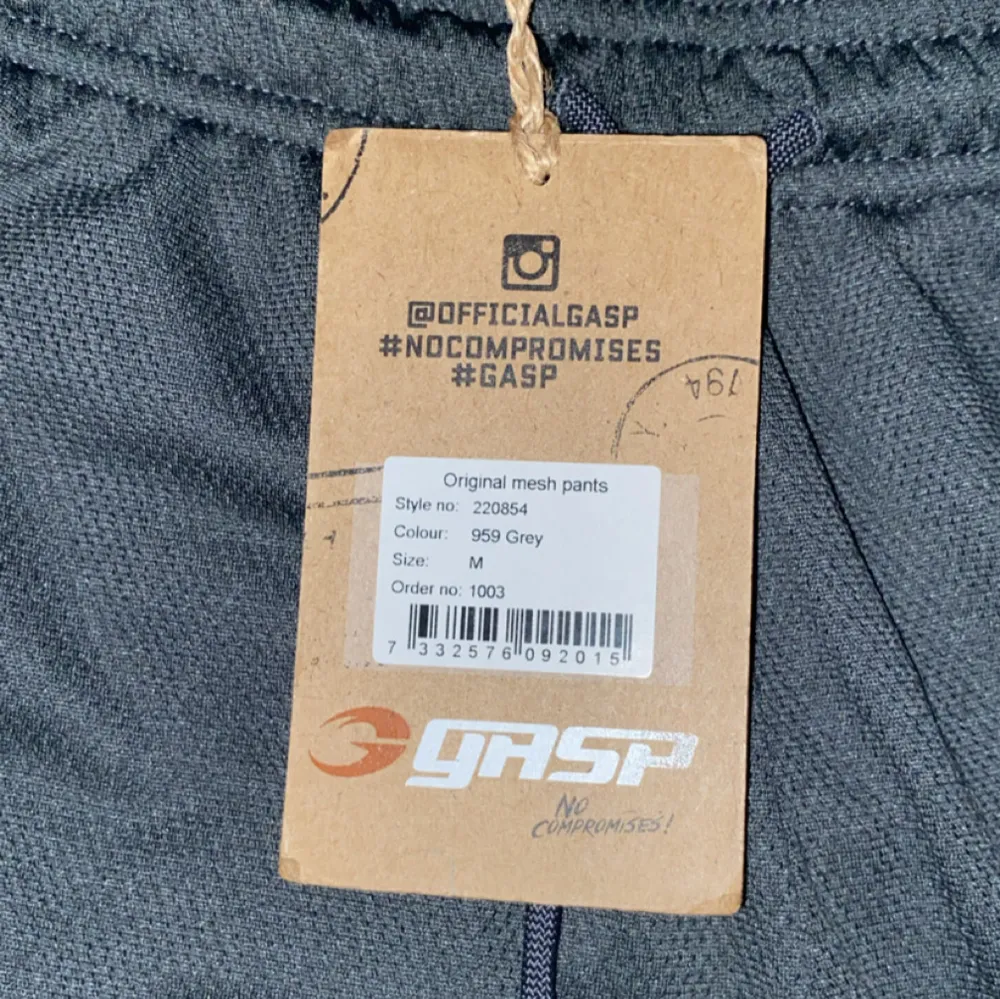 @OFFICIALGASP
#NOCOMPROMISES
#GASP
794
Original mesh pants
Style no: 220854
Colour: 959 Grey
Size: M
Order no: 1003
7 332576 092015
GASP
NO
COMPROMISES!